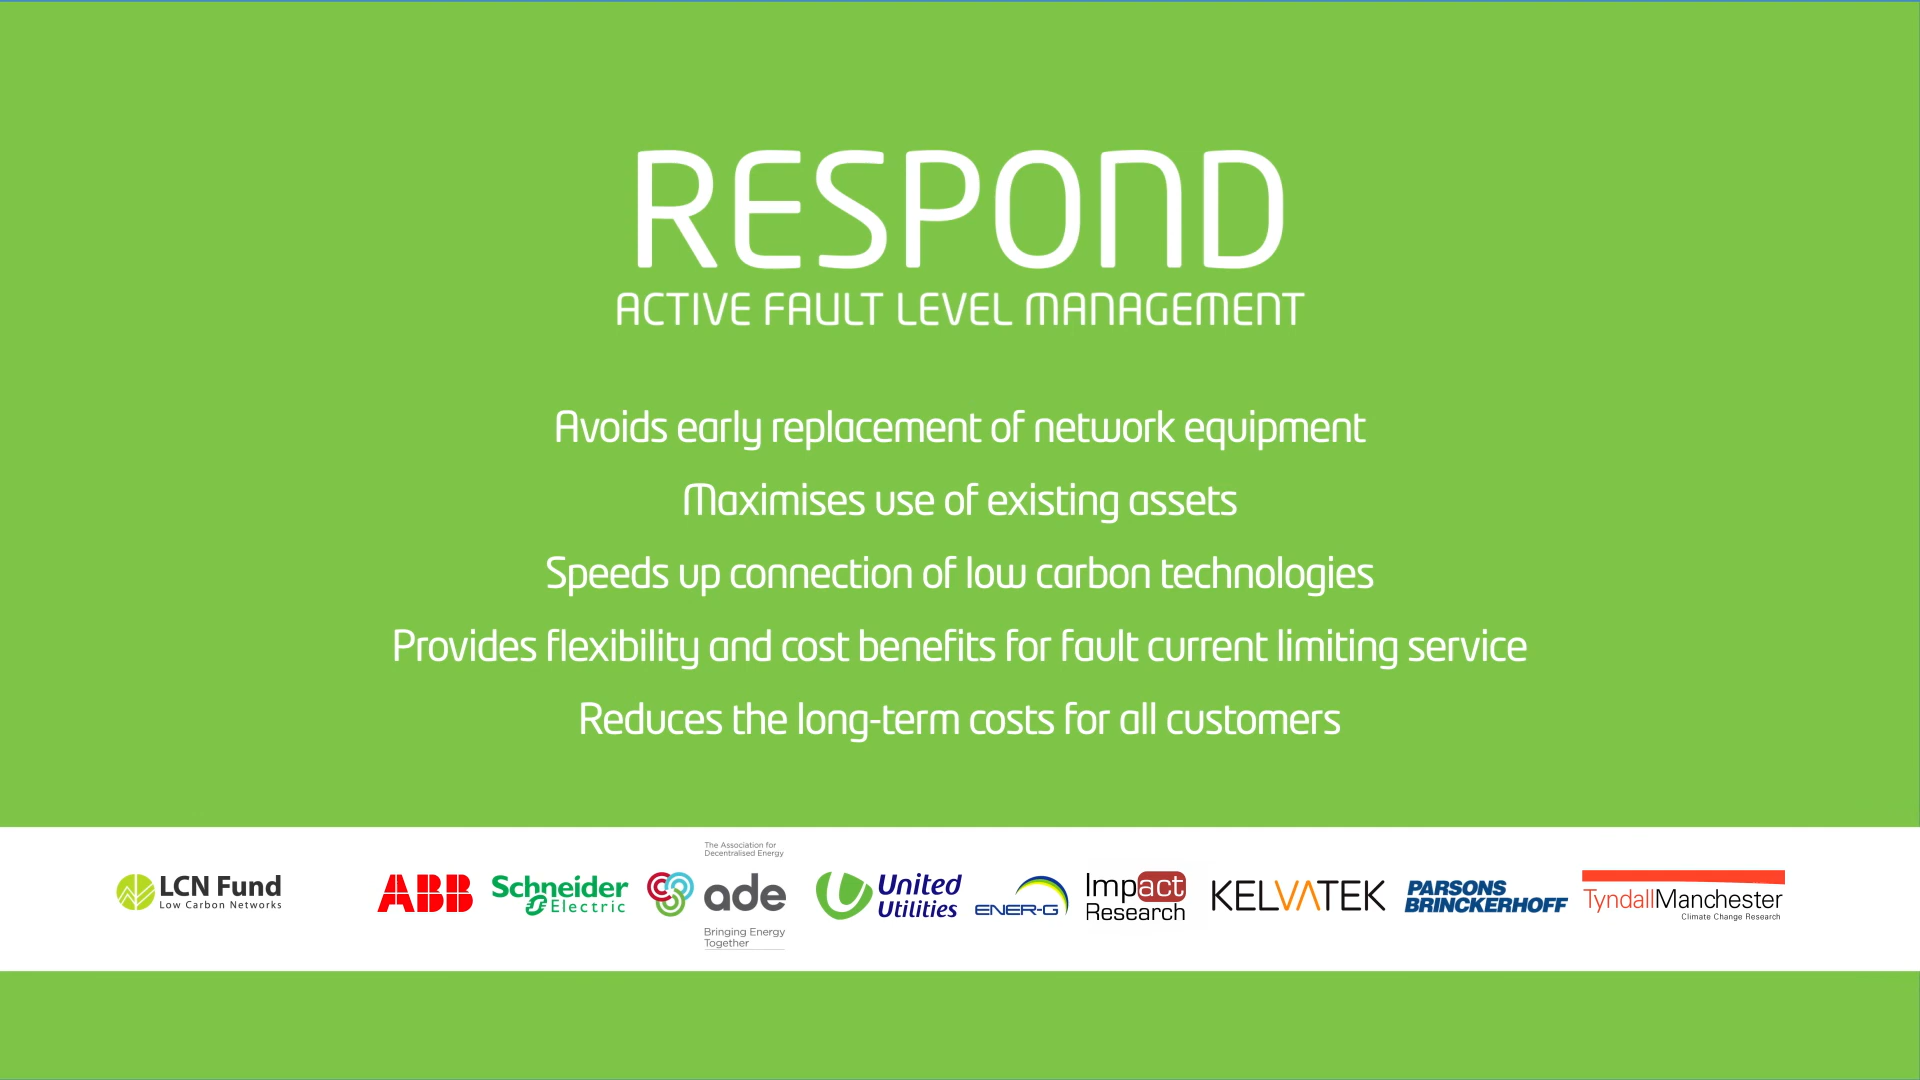 RESPOND
ACTIVE FAULT LEVEL MANAGEMENT
Avoids early replacement of network equipment
Maximises use of existing assets
Speeds up connection of low carbon technologies
Provides flexibility and cost benefits for fault current limiting service
Reduces the long-term costs for all customers
LCN Fund
Low Carbon Networks
ABB
Schneider
Electric
The Association for
Decentralised Energy
ade
Bringing Energy
Together
United
Utilities
ENER-G
Impact
Research
KELVATEK
PARSONS
BRINCKERHOFF
TyndallManchester
Climate Change Research